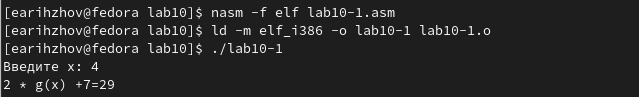 [earihzhov@fedora lab10]$ nasm -f elf lab10-1.asm
[earihzhov@fedora lab10]$ ld -m elf_i386 -o lab10-1 lab10-1.o
[earihzhov@fedora lab10]$ ./lab10-1
Введите x: 4
2 * g(x) +7=29